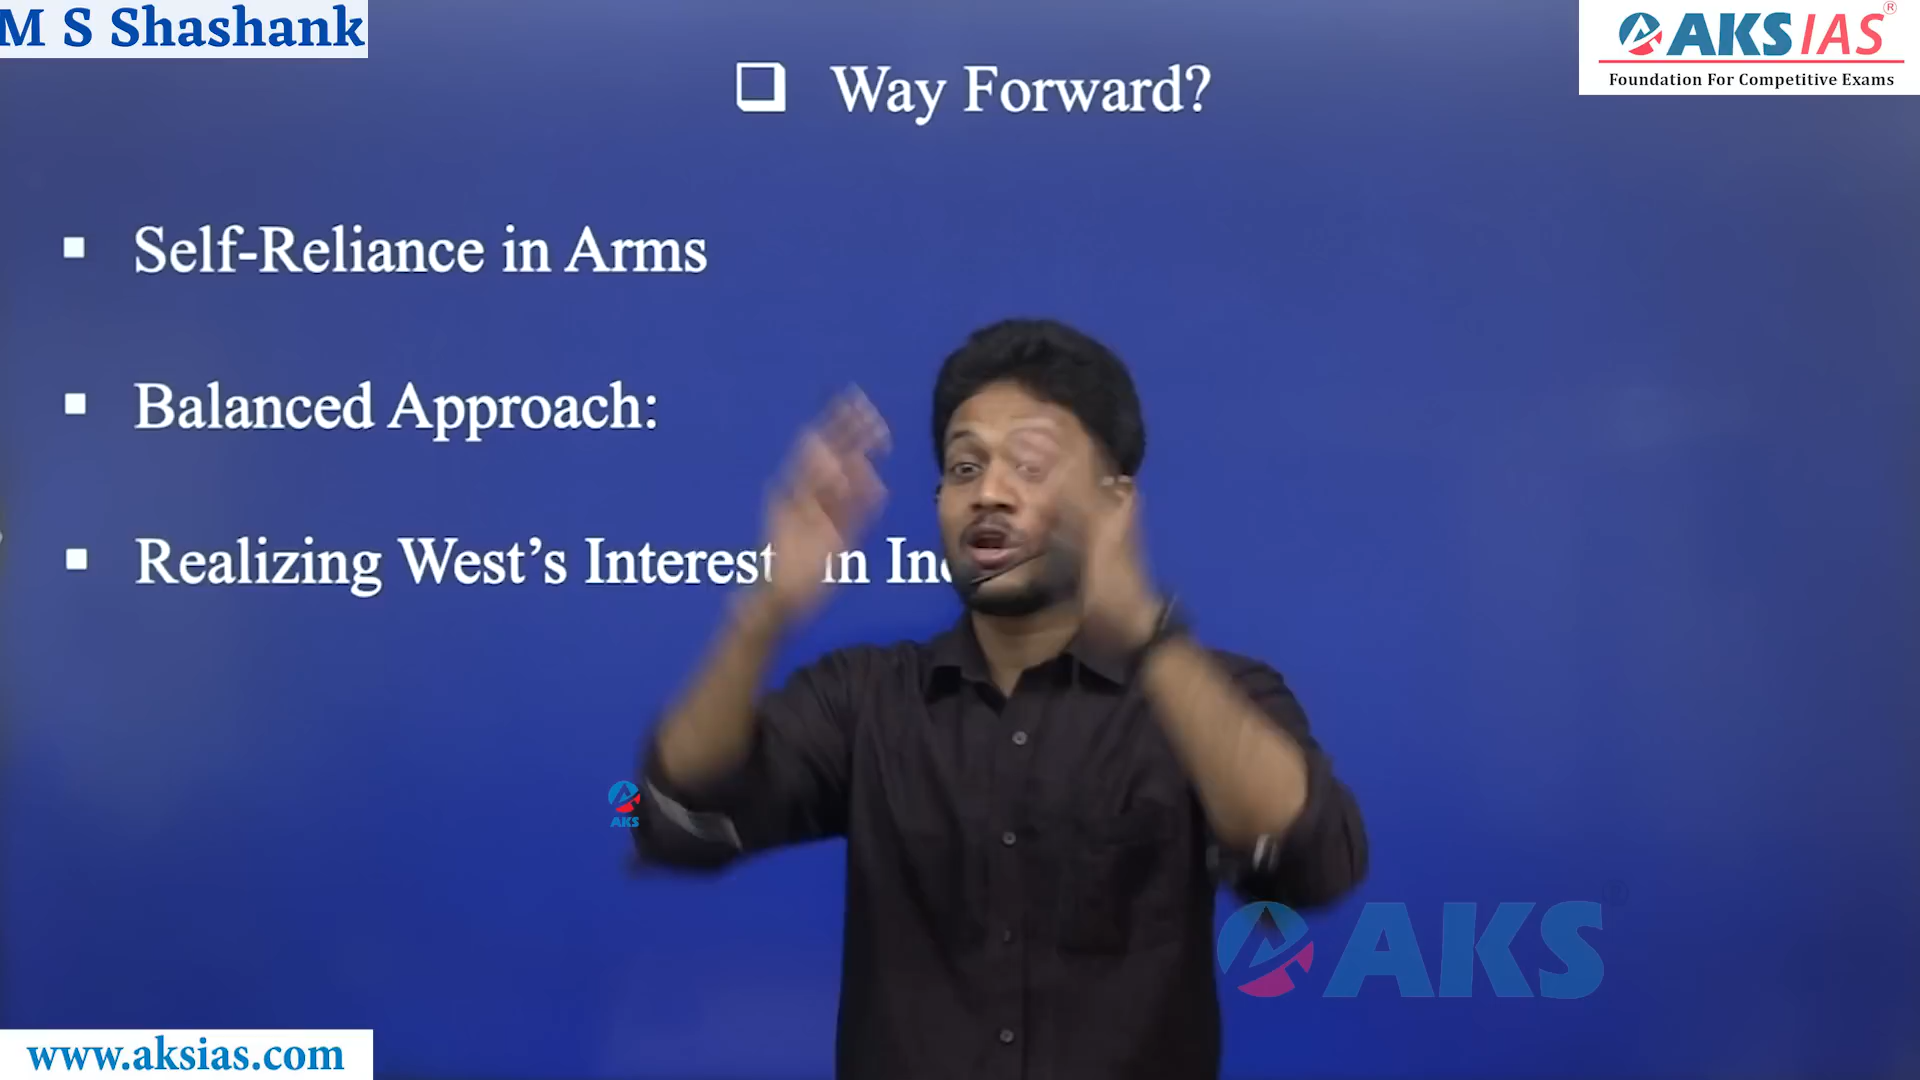 M S Shashank
AKS IAS ®
Foundation For Competitive Exams
Way Forward?
Self-Reliance in Arms
Balanced Approach:
Realizing West’s Interest in
AKS
AKS ®
www.aksias.com